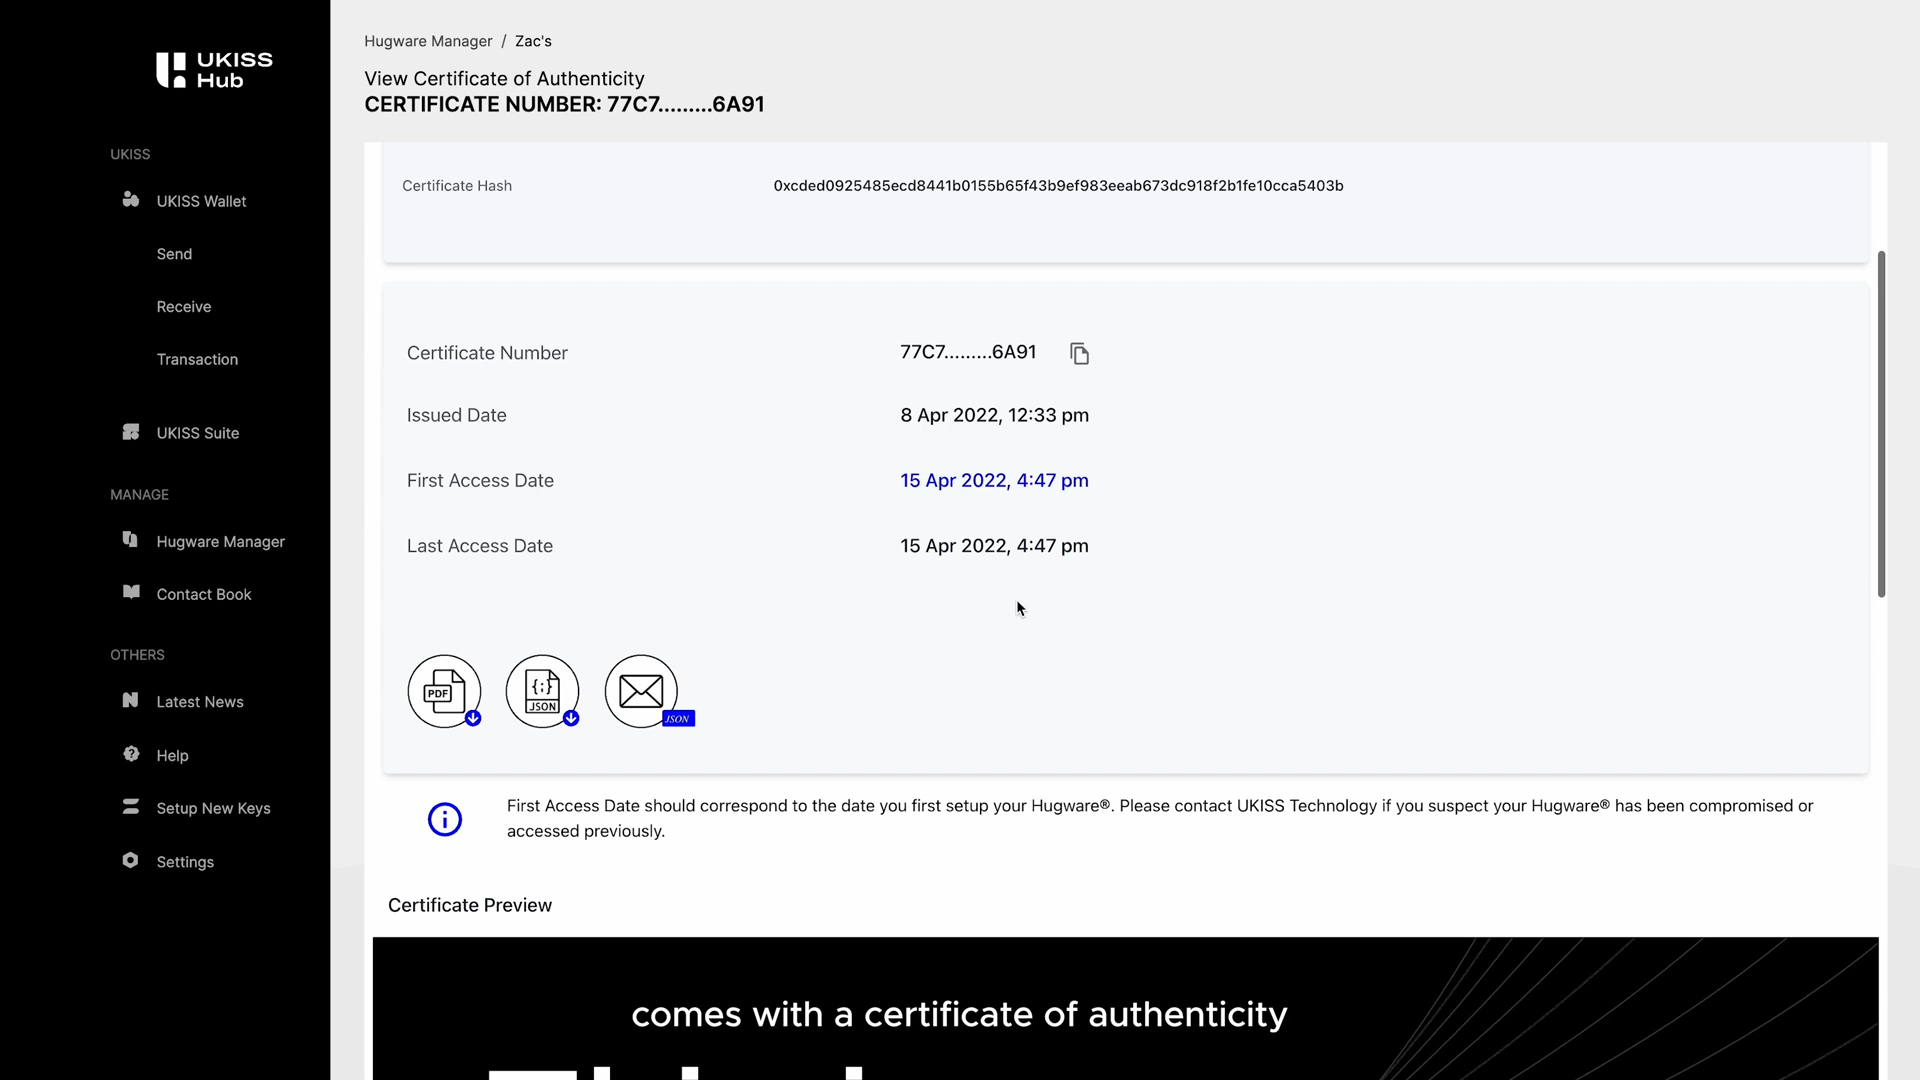 UKISS
Hub
UKISS
UKISS Wallet
Send
Receive
Transaction
UKISS Suite
MANAGE
Hugware Manager
Contact Book
OTHERS
Latest News
Help
Setup New Keys
Settings
Hugware Manager / Zac's
View Certificate of Authenticity
CERTIFICATE NUMBER: 77C7.........6A91
Certificate Hash 0xcded0925485ecd8441b0155b65f43b9ef983eeab673dc918f2b1fe10cca5403b
Certificate Number 77C7.........6A91
Issued Date 8 Apr 2022, 12:33 pm
First Access Date 15 Apr 2022, 4:47 pm
Last Access Date 15 Apr 2022, 4:47 pm
PDF JSON JSON
First Access Date should correspond to the date you first setup your Hugware®. Please contact UKISS Technology if you suspect your Hugware® has been compromised or
accessed previously.
Certificate Preview
comes with a certificate of authenticity